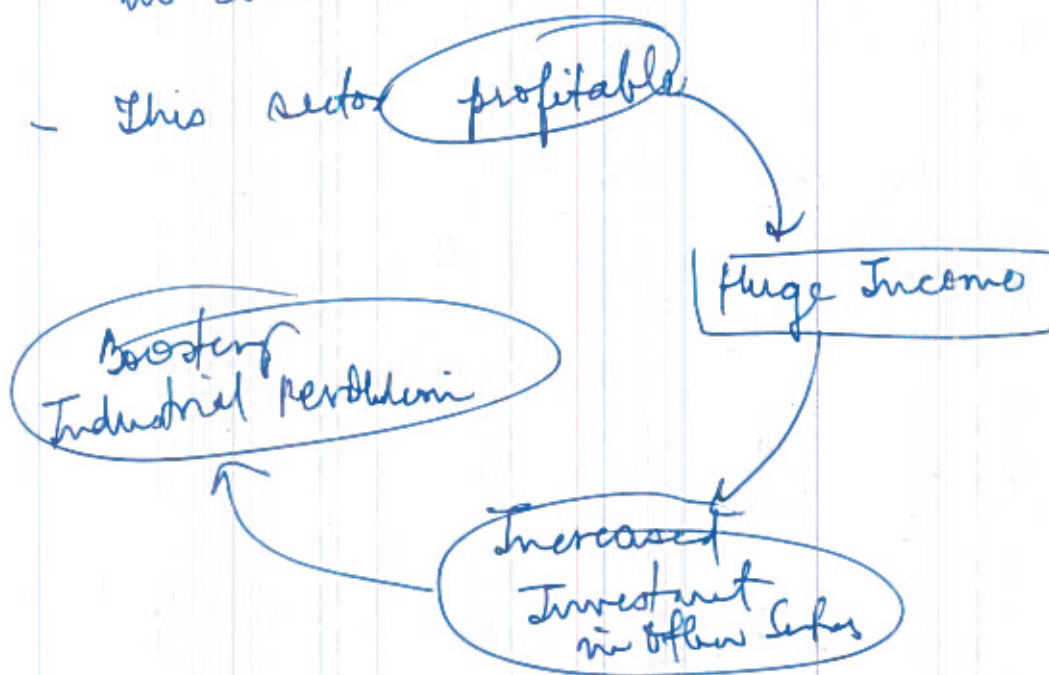 - This sector profitable
Huge Income
Increased
Investment
in Other Sectors
Boosting
Industrial Revolution